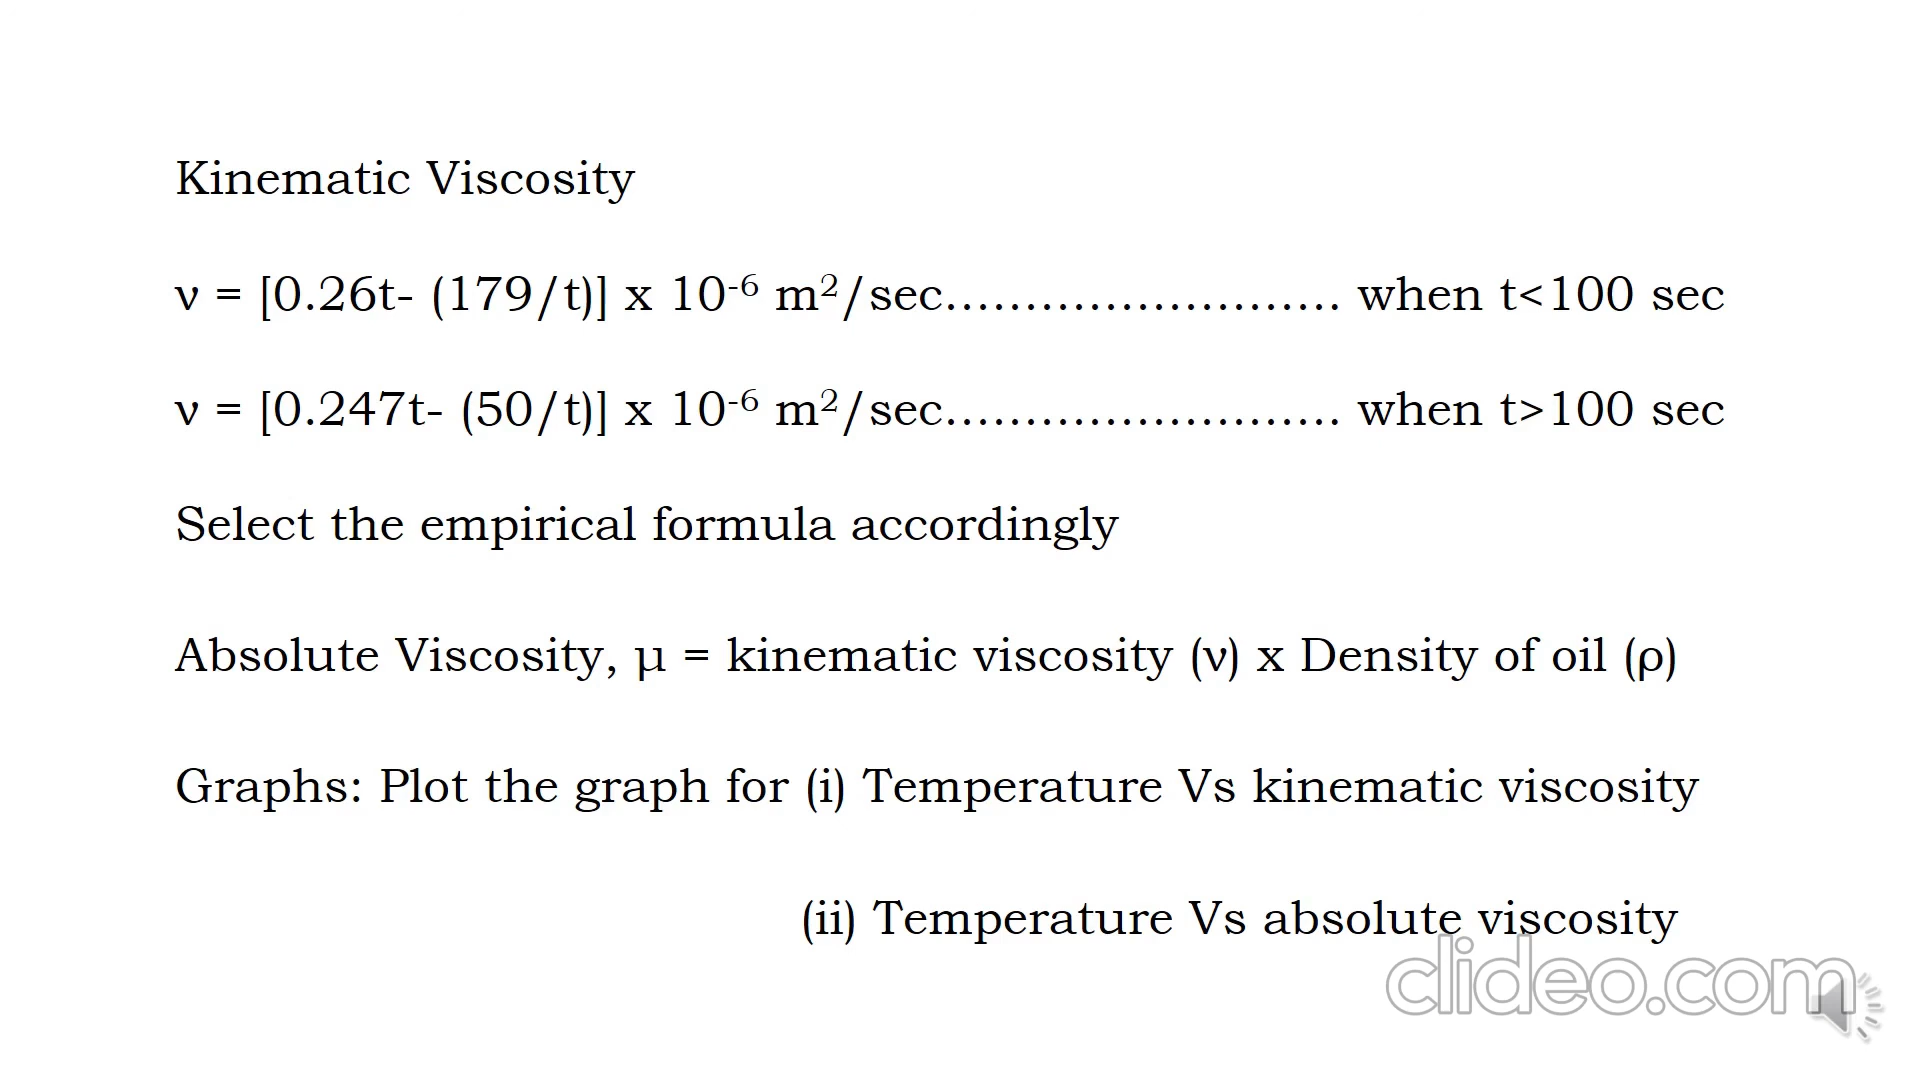 Kinematic Viscosity
ν = [0.26t- (179/t)] x 10⁻⁶ m²/sec......................... when t<100 sec
ν = [0.247t- (50/t)] x 10⁻⁶ m²/sec......................... when t>100 sec
Select the empirical formula accordingly
Absolute Viscosity, μ = kinematic viscosity (ν) x Density of oil (ρ)
Graphs: Plot the graph for (i) Temperature Vs kinematic viscosity
(ii) Temperature Vs absolute viscosity
clideo.com